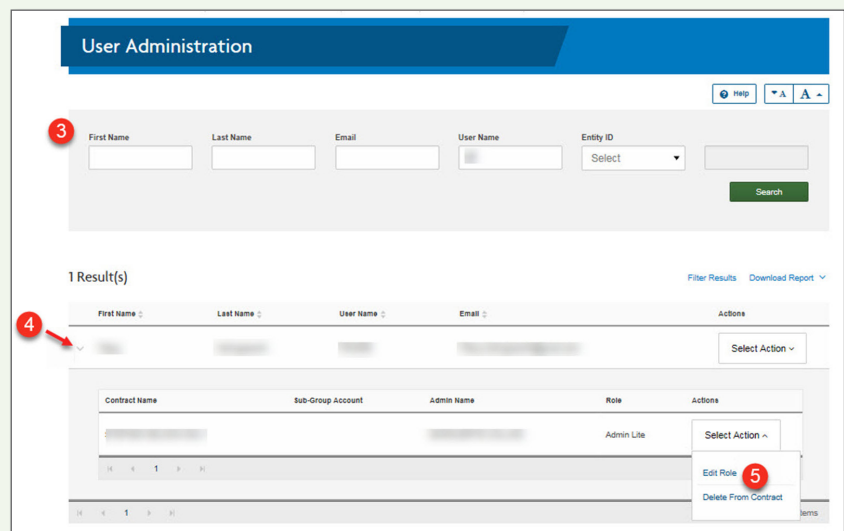 User Administration
Help A A
3
First Name Last Name Email User Name Entity ID
Select
Search
1 Result(s)
Filter Results Download Report
First Name Last Name User Name Email Actions
4
Select Action
Contract Name Sub-Group Account Admin Name Role Actions
Admin Lite Select Action
1
Edit Role 5
Delete From Contract
1 items